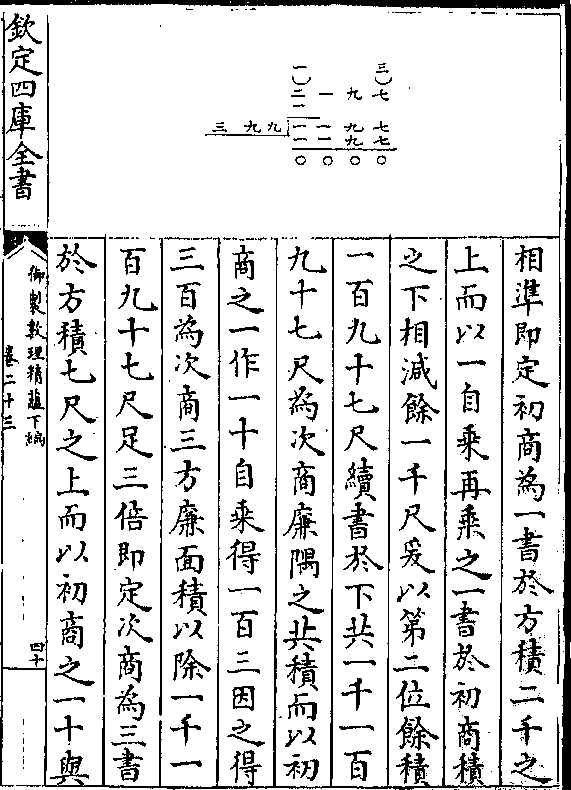 三 一
七 九 一 二
一
七 九 一 一 九 九 三
七 九 一 一
〇 〇 〇 〇
相準即定初商為一書於方積二千之
上而以一自乘再乘之一書於初商積
之下相減餘一千尺爰以第二位餘積
一百九十七尺續書於下共一千一百
九十七尺為次商廉隅之共積而以初
商之一作一十自乘得一百三因之得
三百為次商三方廉面積以除一千一
百九十七尺足三倍即定次商為三書
於方積七尺之上而以初商之一十與
欽定四庫全書
御製數理精蘊下編
卷二十三
四十